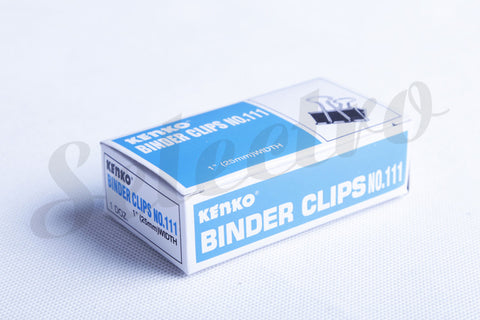 KENKO®
BINDER CLIPS NO.111
1" (25mm)WIDTH
KENKO®
BINDER CLIPS NO.111
1 DOZ 1" (25mm)WIDTH
KENKO®
BINDER CLIPS NO.111